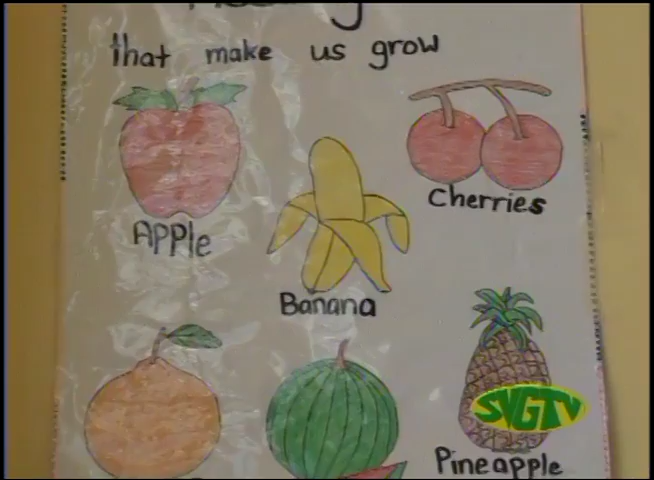 that make us grow
APPle
Cherries
Banana
SVGTV
Pineapple